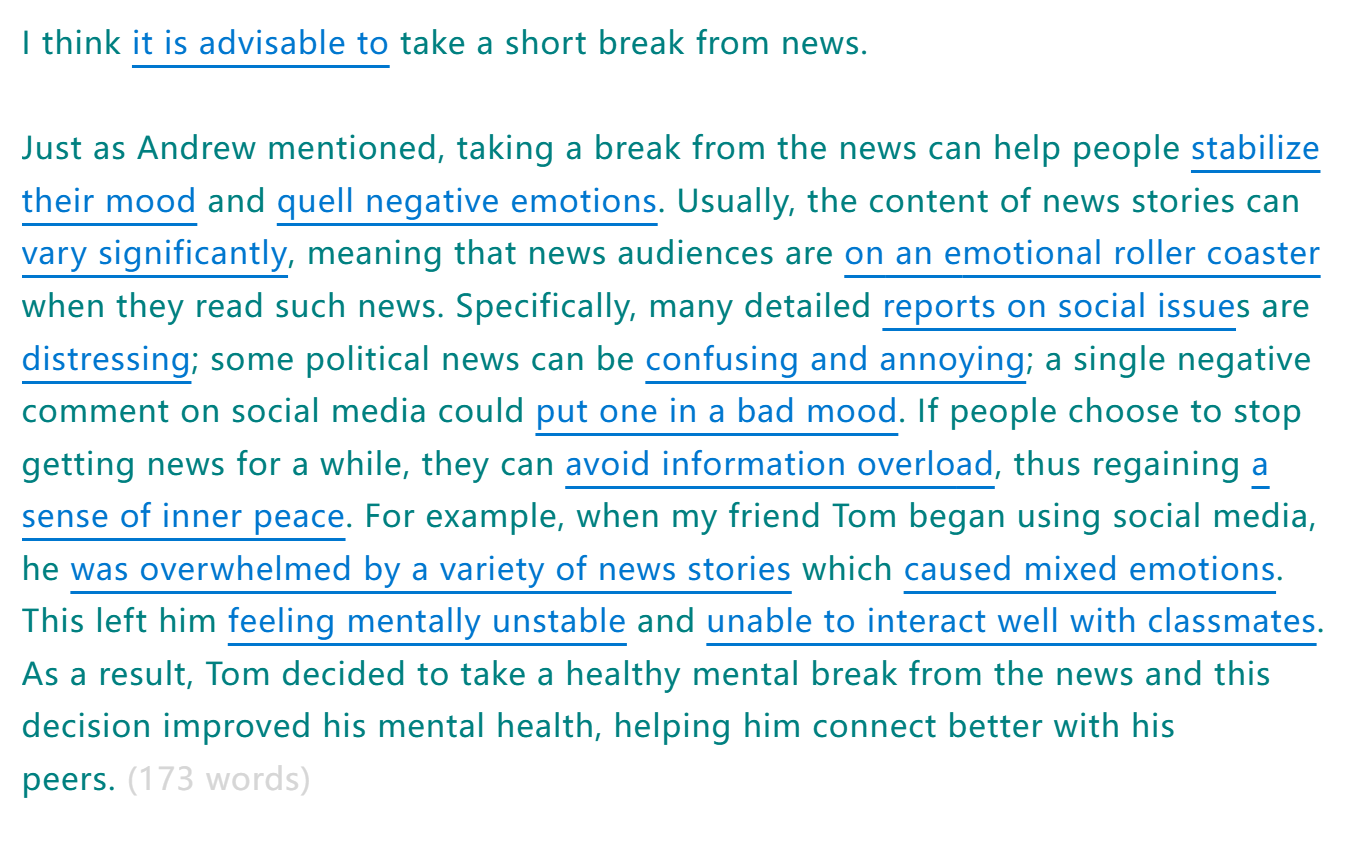 I think it is advisable to take a short break from news.
Just as Andrew mentioned, taking a break from the news can help people stabilize
their mood and quell negative emotions. Usually, the content of news stories can
vary significantly, meaning that news audiences are on an emotional roller coaster
when they read such news. Specifically, many detailed reports on social issues are
distressing; some political news can be confusing and annoying; a single negative
comment on social media could put one in a bad mood. If people choose to stop
getting news for a while, they can avoid information overload, thus regaining a
sense of inner peace. For example, when my friend Tom began using social media,
he was overwhelmed by a variety of news stories which caused mixed emotions.
This left him feeling mentally unstable and unable to interact well with classmates.
As a result, Tom decided to take a healthy mental break from the news and this
decision improved his mental health, helping him connect better with his
peers. (173 words)